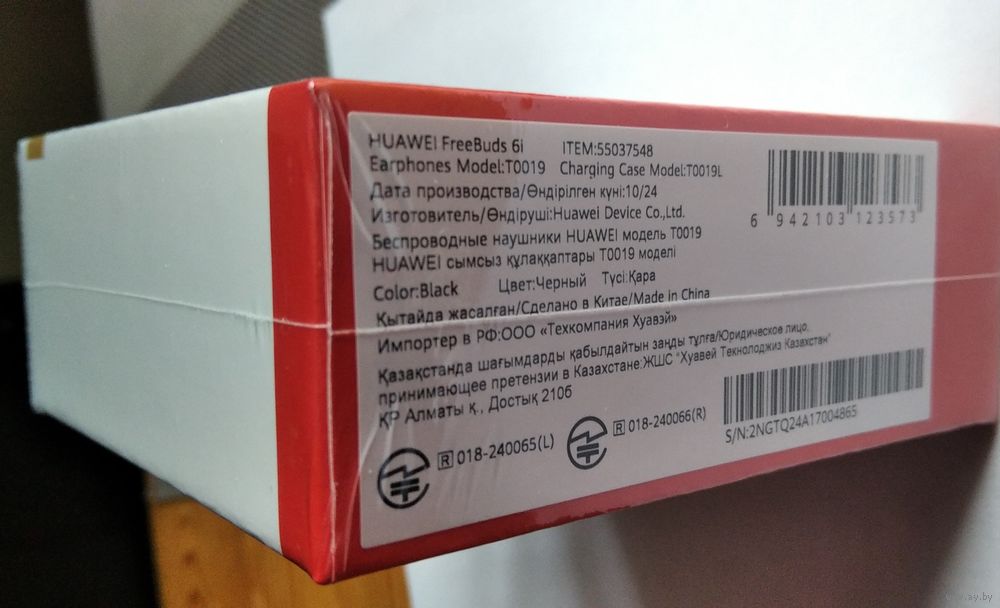 HUAWEI FreeBuds 6i ITEM:55037548
Earphones Model:T0019 Charging Case Model:T0019L
Дата производства/Өндірілген күні:10/24
Изготовитель/Өндіруші:Huawei Device Co.,Ltd.
Беспроводные наушники HUAWEI модель T0019
HUAWEI сымсыз құлаққаптары T0019 моделі
Color:Black Цвет:Черный Түсі:Қара
Қытайда жасалған/Сделано в Китае/Made in China
Импортер в РФ:ООО «Техкомпания Хуавэй»
Қазақстанда шағымдарды қабылдайтын заңды тұлға/Юридическое лицо,
принимающее претензии в Казахстане:ЖШС "Хуавей Текнолоджиз Казахстан"
ҚР Алматы қ., Достық 210б
R 018-240065(L) R 018-240066(R)
6 942103 123573
S/N:2NGTQ24A17004865